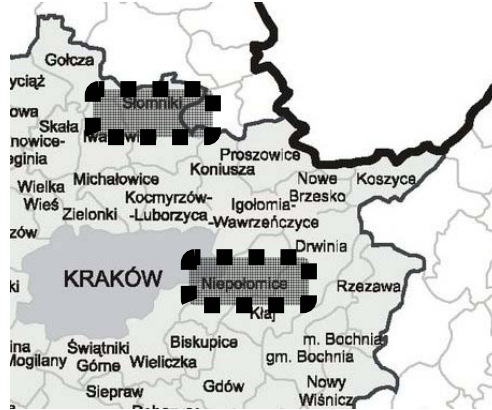 Gołcza
Słomniki
Skała
Proszowice
Koniusza
Wielka
Wieś
Michałowice
Nowe
Brzesko
Koszyce
Kocmyrzów-
-Luborzyca
Igołomia-
-Wawrzeńczyce
Zielonki
Drwinia
KRAKÓW
Niepołomice
Rzezawa
Kłaj
Biskupice
m. Bochnia
gm. Bochnia
Mogilany
Świątniki
Górne
Wieliczka
Gdów
Nowy
Wiśnicz
Siepraw